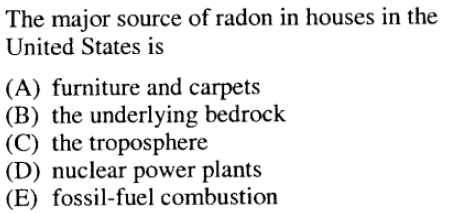 The major source of radon in houses in the
United States is
(A) furniture and carpets
(B) the underlying bedrock
(C) the troposphere
(D) nuclear power plants
(E) fossil-fuel combustion